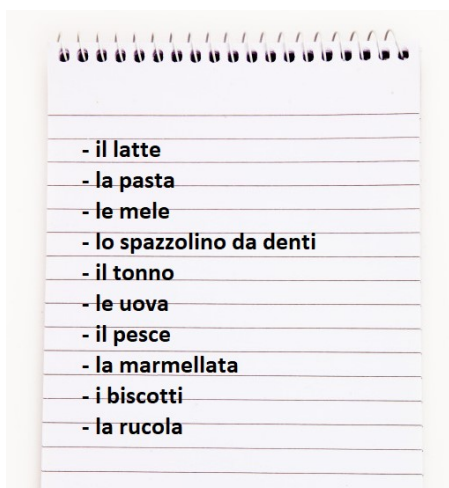 - il latte
- la pasta
- le mele
- lo spazzolino da denti
- il tonno
- le uova
- il pesce
- la marmellata
- i biscotti
- la rucola